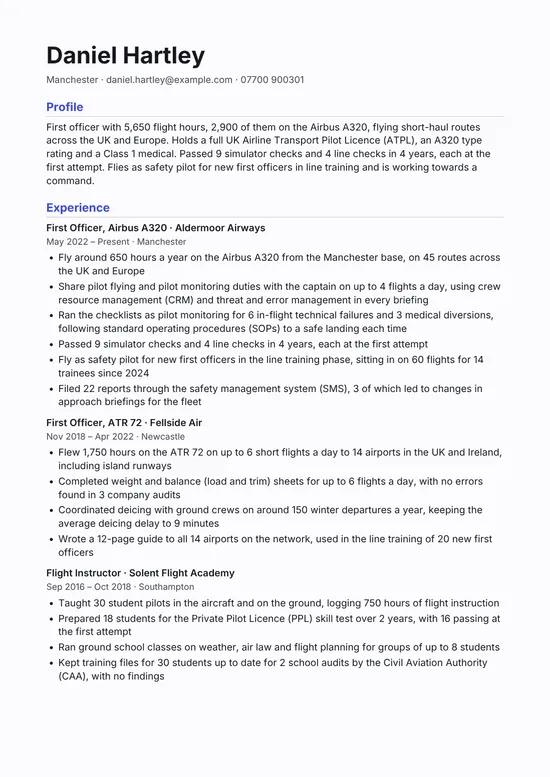 Daniel Hartley
Manchester · daniel.hartley@example.com · 07700 900301
Profile
First officer with 5,650 flight hours, 2,900 of them on the Airbus A320, flying short-haul routes
across the UK and Europe. Holds a full UK Airline Transport Pilot Licence (ATPL), an A320 type
rating and a Class 1 medical. Passed 9 simulator checks and 4 line checks in 4 years, each at the
first attempt. Flies as safety pilot for new first officers in line training and is working towards a
command.
Experience
First Officer, Airbus A320 · Aldermoor Airways
May 2022 – Present · Manchester
• Fly around 650 hours a year on the Airbus A320 from the Manchester base, on 45 routes across
the UK and Europe
• Share pilot flying and pilot monitoring duties with the captain on up to 4 flights a day, using crew
resource management (CRM) and threat and error management in every briefing
• Ran the checklists as pilot monitoring for 6 in-flight technical failures and 3 medical diversions,
following standard operating procedures (SOPs) to a safe landing each time
• Passed 9 simulator checks and 4 line checks in 4 years, each at the first attempt
• Fly as safety pilot for new first officers in the line training phase, sitting in on 60 flights for 14
trainees since 2024
• Filed 22 reports through the safety management system (SMS), 3 of which led to changes in
approach briefings for the fleet
First Officer, ATR 72 · Fellside Air
Nov 2018 – Apr 2022 · Newcastle
• Flew 1,750 hours on the ATR 72 on up to 6 short flights a day to 14 airports in the UK and Ireland,
including island runways
• Completed weight and balance (load and trim) sheets for up to 6 flights a day, with no errors
found in 3 company audits
• Coordinated deicing with ground crews on around 150 winter departures a year, keeping the
average deicing delay to 9 minutes
• Wrote a 12-page guide to all 14 airports on the network, used in the line training of 20 new first
officers
Flight Instructor · Solent Flight Academy
Sep 2016 – Oct 2018 · Southampton
• Taught 30 student pilots in the aircraft and on the ground, logging 750 hours of flight instruction
• Prepared 18 students for the Private Pilot Licence (PPL) skill test over 2 years, with 16 passing at
the first attempt
• Ran ground school classes on weather, air law and flight planning for groups of up to 8 students
• Kept training files for 30 students up to date for 2 school audits by the Civil Aviation Authority
(CAA), with no findings